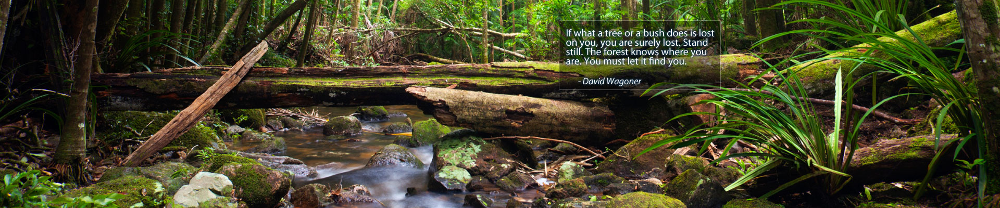 If what a tree or a bush does is lost
on you, you are surely lost. Stand
still. The forest knows where you
are. You must let it find you.
- David Wagoner